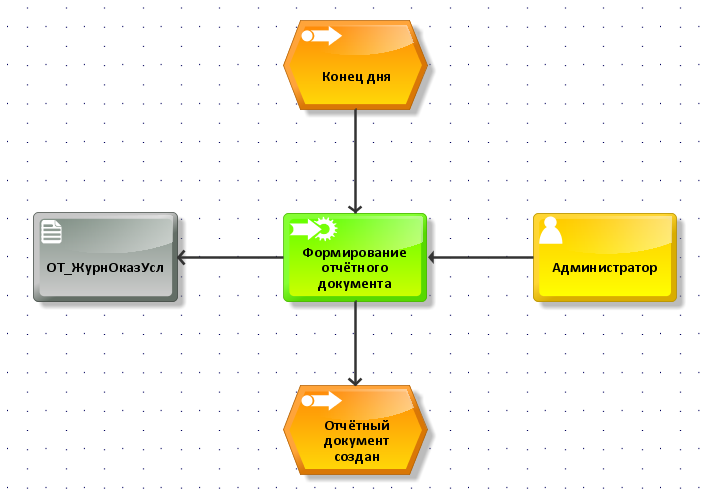 Конец дня
ОТ_ЖурнОказУсл
Формирование
отчётного
документа
Администратор
Отчётный
документ
создан